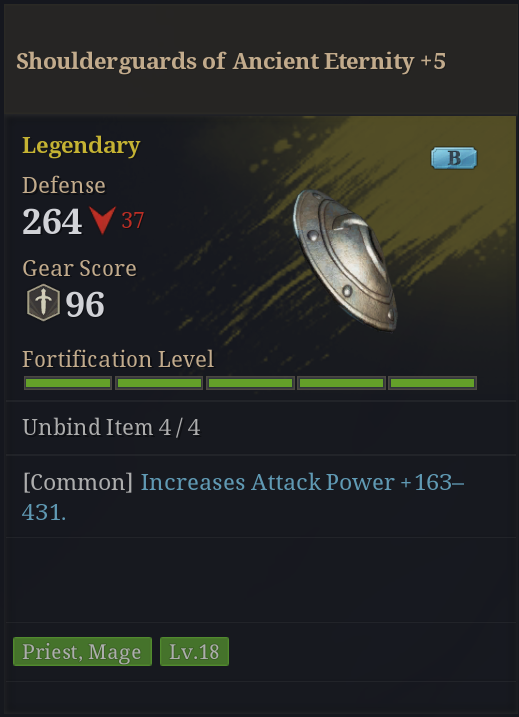 Shoulderguards of Ancient Eternity +5
Legendary
B
Defense
264 37
Gear Score
96
Fortification Level
Unbind Item 4 / 4
[Common] Increases Attack Power +163–
431.
Priest, Mage Lv.18